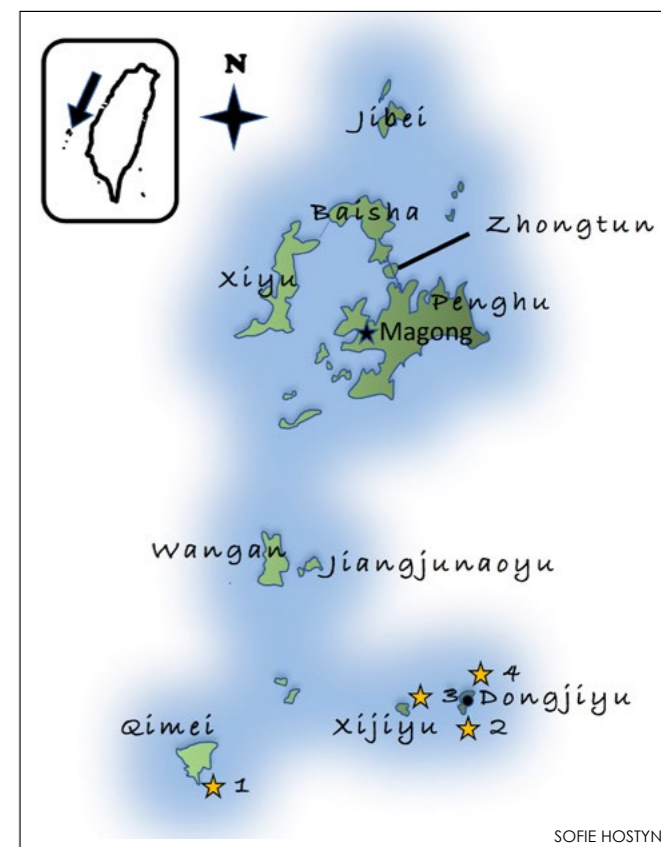 N
Jibei
Baisha
Zhongtun
Xiyu
Penghu
Magong
Wangan
Jiangjunaoyu
4
3 Dongjiyu
Qimei
Xijiyu
2
1
SOFIE HOSTYN